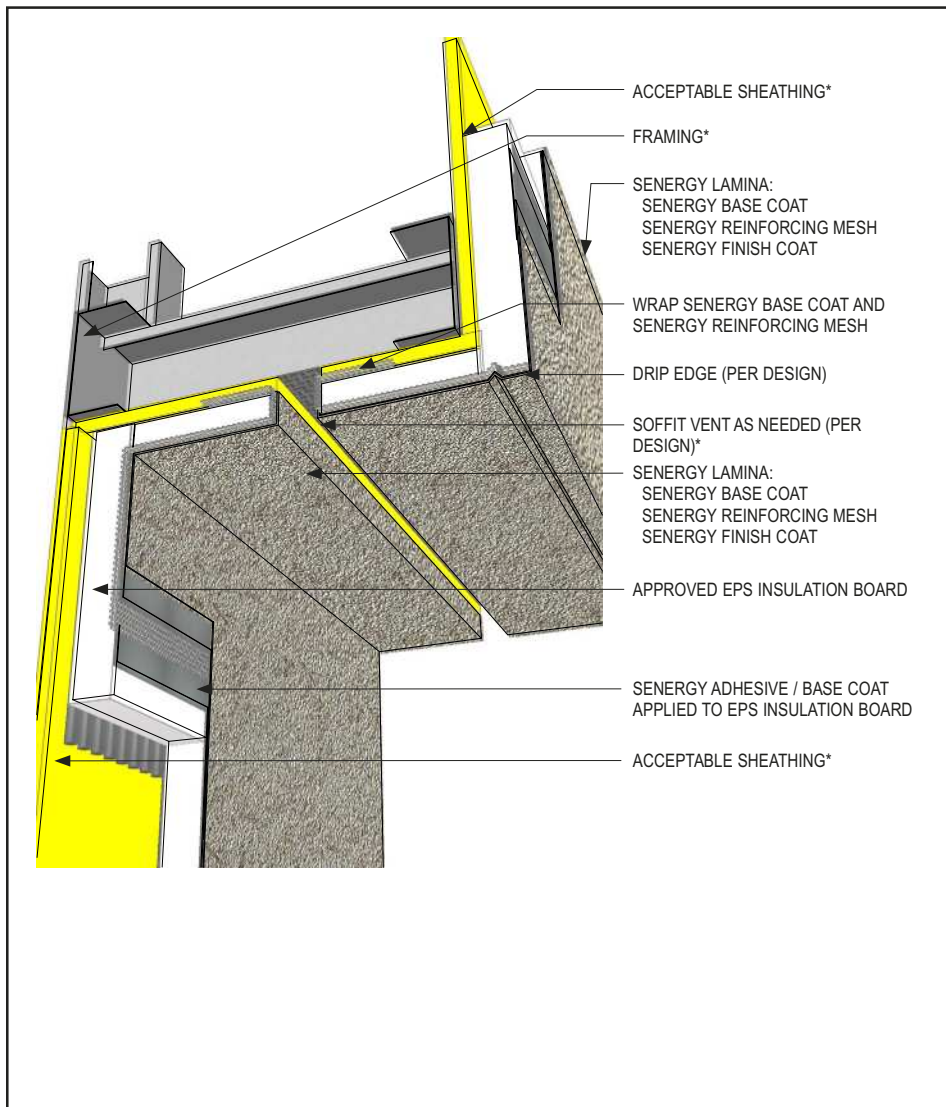 ACCEPTABLE SHEATHING*
FRAMING*
SENERGY LAMINA:
SENERGY BASE COAT
SENERGY REINFORCING MESH
SENERGY FINISH COAT
WRAP SENERGY BASE COAT AND
SENERGY REINFORCING MESH
DRIP EDGE (PER DESIGN)
SOFFIT VENT AS NEEDED (PER
DESIGN)*
SENERGY LAMINA:
SENERGY BASE COAT
SENERGY REINFORCING MESH
SENERGY FINISH COAT
APPROVED EPS INSULATION BOARD
SENERGY ADHESIVE / BASE COAT
APPLIED TO EPS INSULATION BOARD
ACCEPTABLE SHEATHING*